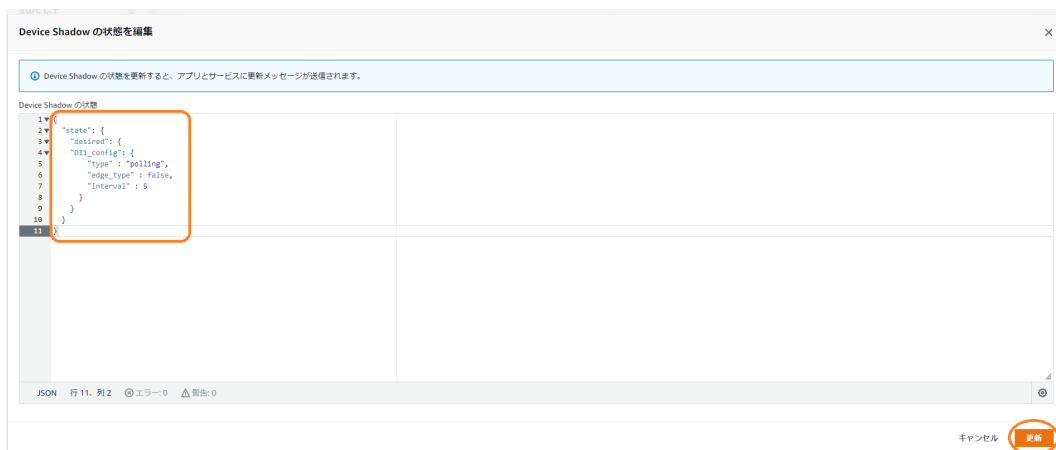 AWS IoT
Device Shadow の状態を編集
Device Shadow の状態を更新すると、アプリとサービスに更新メッセージが送信されます。
Device Shadow の状態
1 {
2 "state": {
3 "desired": {
4 "DI1_config": {
5 "type" : "polling",
6 "edge_type" : false,
7 "interval" : 5
8 }
9 }
10 }
11 }
JSON 行 11、列 2 エラー: 0 警告: 0
キャンセル 更新